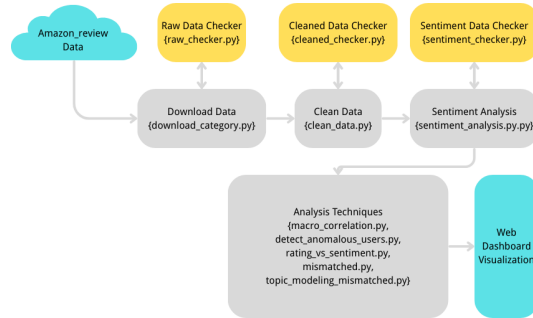 Amazon_review
Data
Raw Data Checker
{raw_checker.py}
Cleaned Data Checker
{cleaned_checker.py}
Sentiment Data Checker
{sentiment_checker.py}
Download Data
{download_category.py}
Clean Data
{clean_data.py}
Sentiment Analysis
{sentiment_analysis.py.py}
Analysis Techniques
{macro_correlation.py,
detect_anomalous_users.py,
rating_vs_sentiment.py,
mismatched.py,
topic_modeling_mismatched.py}
Web
Dashboard
Visualization